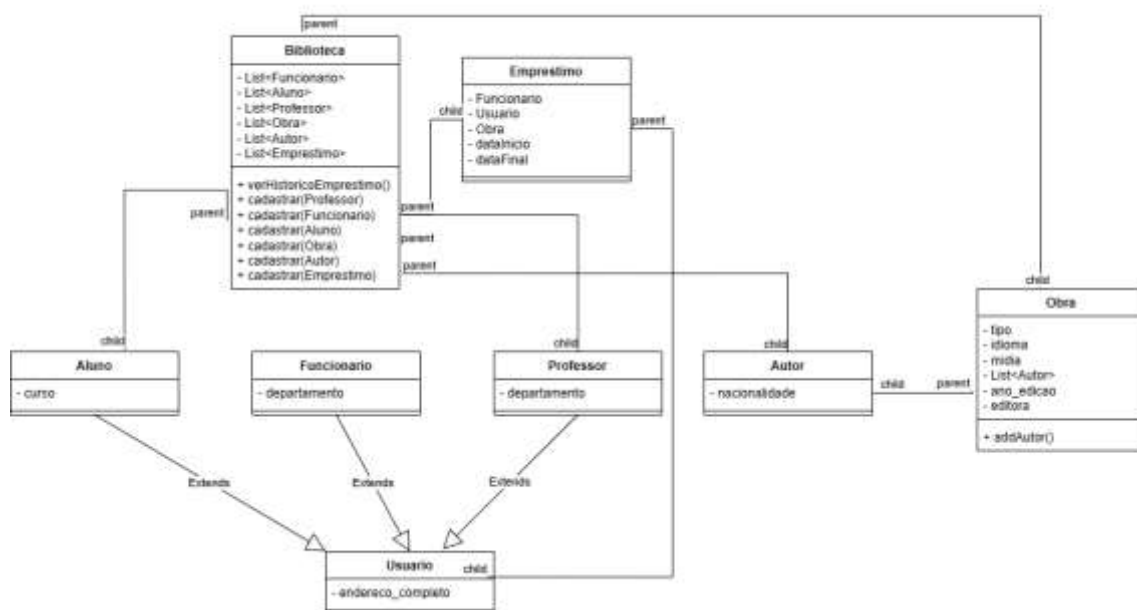 parent
Biblioteca
- List<Funcionario>
- List<Aluno>
- List<Professor>
- List<Obra>
- List<Autor>
- List<Emprestimo>
+ verHistoricoEmprestimo()
+ cadastrar(Professor)
+ cadastrar(Funcionario)
+ cadastrar(Aluno)
+ cadastrar(Obra)
+ cadastrar(Autor)
+ cadastrar(Emprestimo)
Emprestimo
- Funcionario
- Usuario
- Obra
- dataInicio
- dataFinal
child
parent
parent
parent
parent
parent
child
Obra
- tipo
- idioma
- midia
- List<Autor>
- ano_edicao
- editora
+ addAutor()
child
Aluno
- curso
Funcionario
- departamento
child
Professor
- departamento
child
Autor
- nacionalidade
child
parent
Extends
Extends
Extends
Usuario
child
- endereco_completo